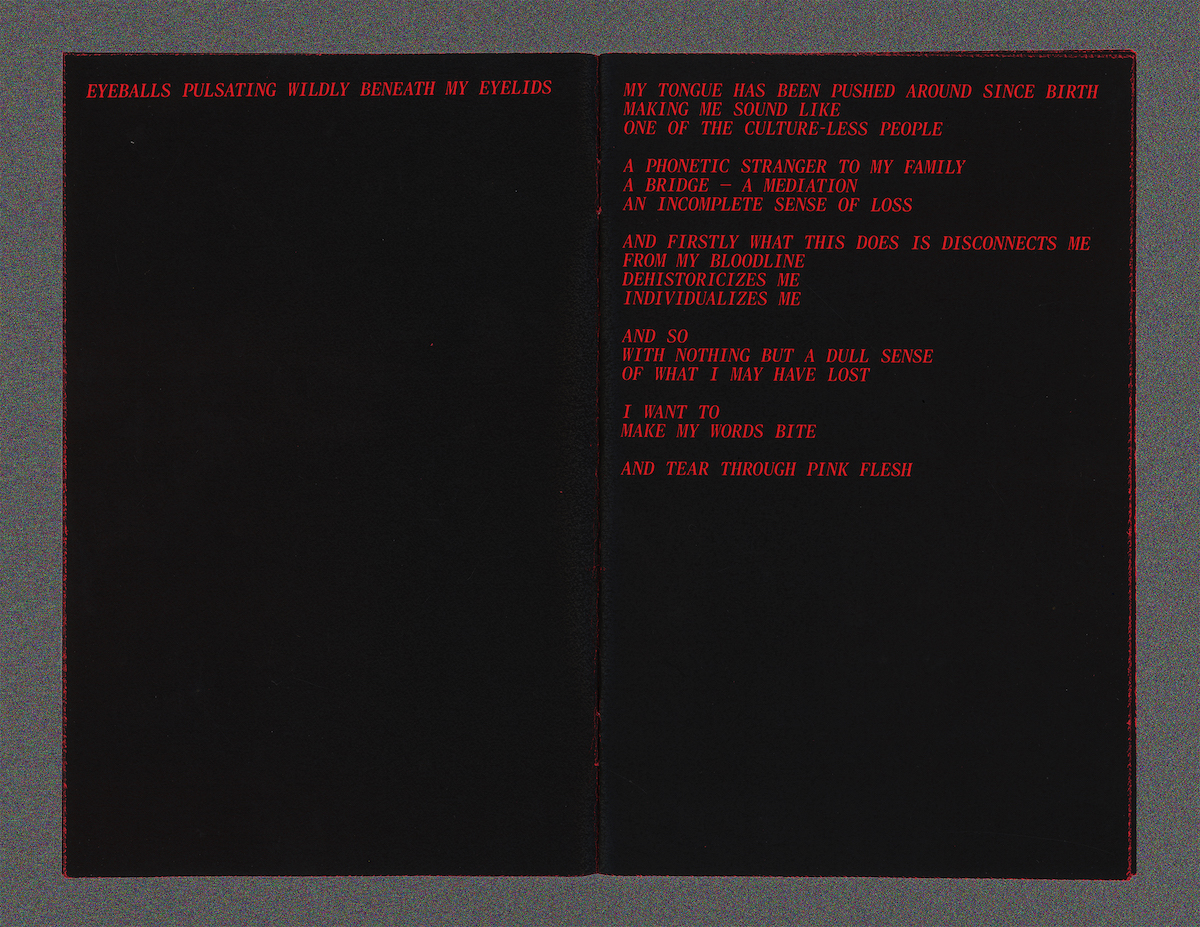 EYEBALLS PULSATING WILDLY BENEATH MY EYELIDS
MY TONGUE HAS BEEN PUSHED AROUND SINCE BIRTH
MAKING ME SOUND LIKE
ONE OF THE CULTURE-LESS PEOPLE
A PHONETIC STRANGER TO MY FAMILY
A BRIDGE — A MEDIATION
AN INCOMPLETE SENSE OF LOSS
AND FIRSTLY WHAT THIS DOES IS DISCONNECTS ME
FROM MY BLOODLINE
DEHISTORICIZES ME
INDIVIDUALIZES ME
AND SO
WITH NOTHING BUT A DULL SENSE
OF WHAT I MAY HAVE LOST
I WANT TO
MAKE MY WORDS BITE
AND TEAR THROUGH PINK FLESH